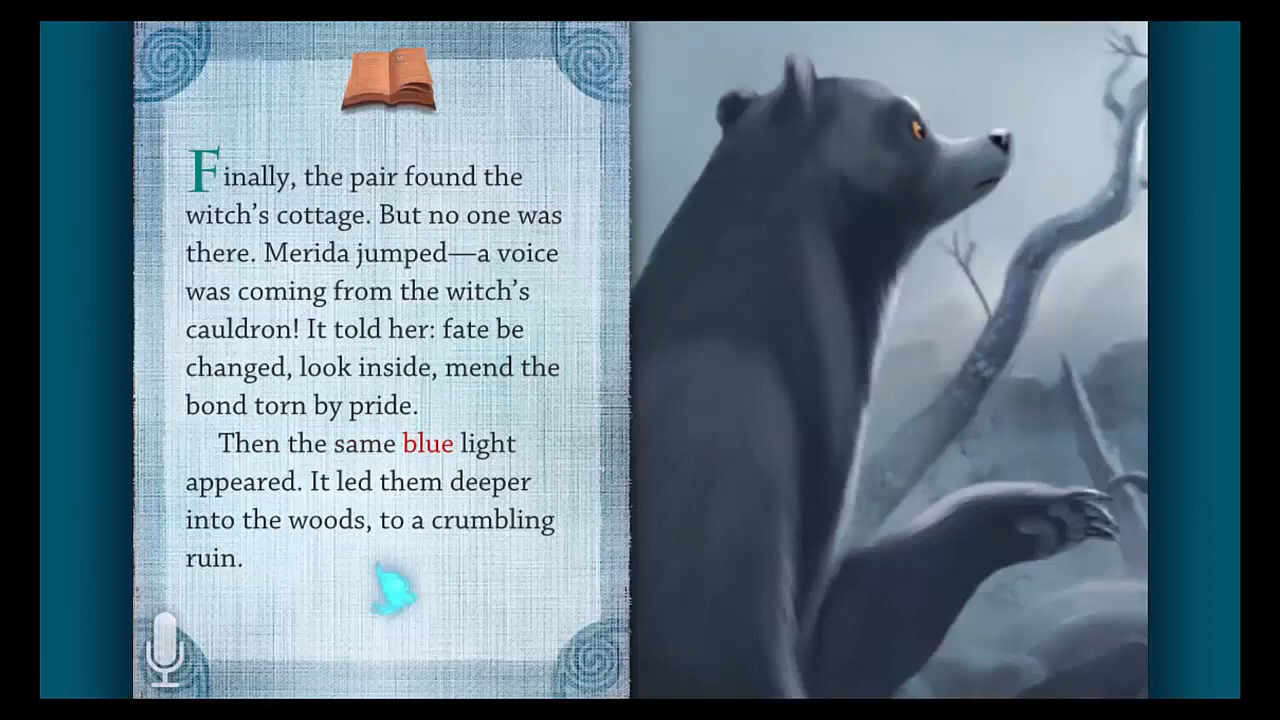 Finally, the pair found the
witch’s cottage. But no one was
there. Merida jumped—a voice
was coming from the witch’s
cauldron! It told her: fate be
changed, look inside, mend the
bond torn by pride.
Then the same blue light
appeared. It led them deeper
into the woods, to a crumbling
ruin.